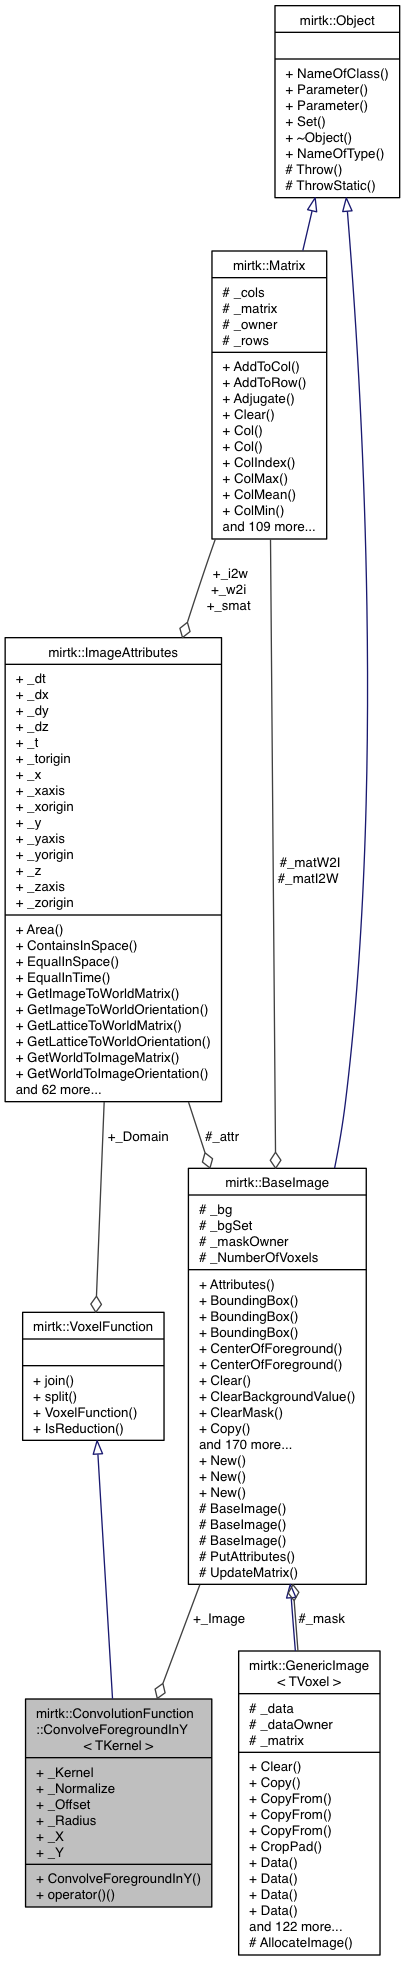 mirtk::Object
+ NameOfClass()
+ Parameter()
+ Parameter()
+ Set()
+ ~Object()
+ NameOfType()
# Throw()
# ThrowStatic()
mirtk::Matrix
# _cols
# _matrix
# _owner
# _rows
+ AddToCol()
+ AddToRow()
+ Adjugate()
+ Clear()
+ Col()
+ Col()
+ ColIndex()
+ ColMax()
+ ColMean()
+ ColMin()
and 109 more...
+_i2w
+_w2i
+_smat
mirtk::ImageAttributes
+ _dt
+ _dx
+ _dy
+ _dz
+ _t
+ _torigin
+ _x
+ _xaxis
+ _xorigin
+ _y
+ _yaxis
+ _yorigin
+ _z
+ _zaxis
+ _zorigin
+ Area()
+ ContainsInSpace()
+ EqualInSpace()
+ EqualInTime()
+ GetImageToWorldMatrix()
+ GetImageToWorldOrientation()
+ GetLatticeToWorldMatrix()
+ GetLatticeToWorldOrientation()
+ GetWorldToImageMatrix()
+ GetWorldToImageOrientation()
and 62 more...
#_matW2I
#_matI2W
+_Domain
#_attr
mirtk::BaseImage
# _bg
# _bgSet
# _maskOwner
# _NumberOfVoxels
+ Attributes()
+ BoundingBox()
+ BoundingBox()
+ BoundingBox()
+ CenterOfForeground()
+ CenterOfForeground()
+ Clear()
+ ClearBackgroundValue()
+ ClearMask()
+ Copy()
and 170 more...
+ New()
+ New()
+ New()
# BaseImage()
# BaseImage()
# BaseImage()
# PutAttributes()
# UpdateMatrix()
mirtk::VoxelFunction
+ join()
+ split()
+ VoxelFunction()
+ IsReduction()
+_Image
#_mask
mirtk::ConvolutionFunction
::ConvolveForegroundInY
< TKernel >
+ _Kernel
+ _Normalize
+ _Offset
+ _Radius
+ _X
+ _Y
+ ConvolveForegroundInY()
+ operator()()
mirtk::GenericImage
< TVoxel >
# _data
# _dataOwner
# _matrix
+ Clear()
+ Copy()
+ CopyFrom()
+ CopyFrom()
+ CopyFrom()
+ CropPad()
+ Data()
+ Data()
+ Data()
+ Data()
and 122 more...
# AllocateImage()